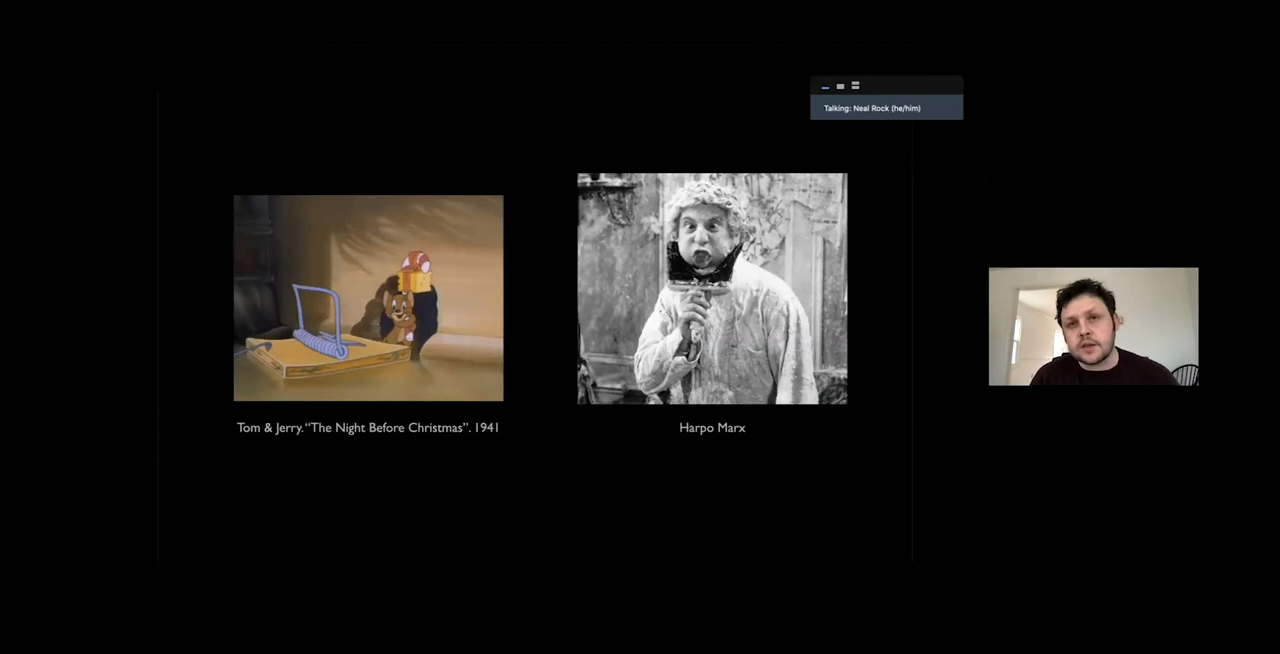 Talking: Neal Rock (he/him)
Tom & Jerry. “The Night Before Christmas”. 1941
Harpo Marx